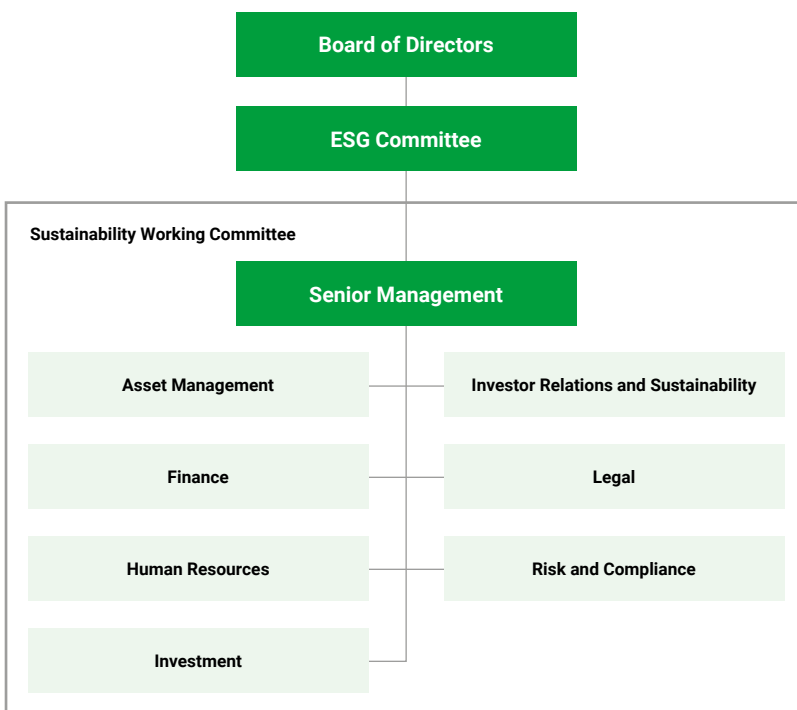 Board of Directors
ESG Committee
Sustainability Working Committee
Senior Management
Asset Management
Investor Relations and Sustainability
Finance
Legal
Human Resources
Risk and Compliance
Investment